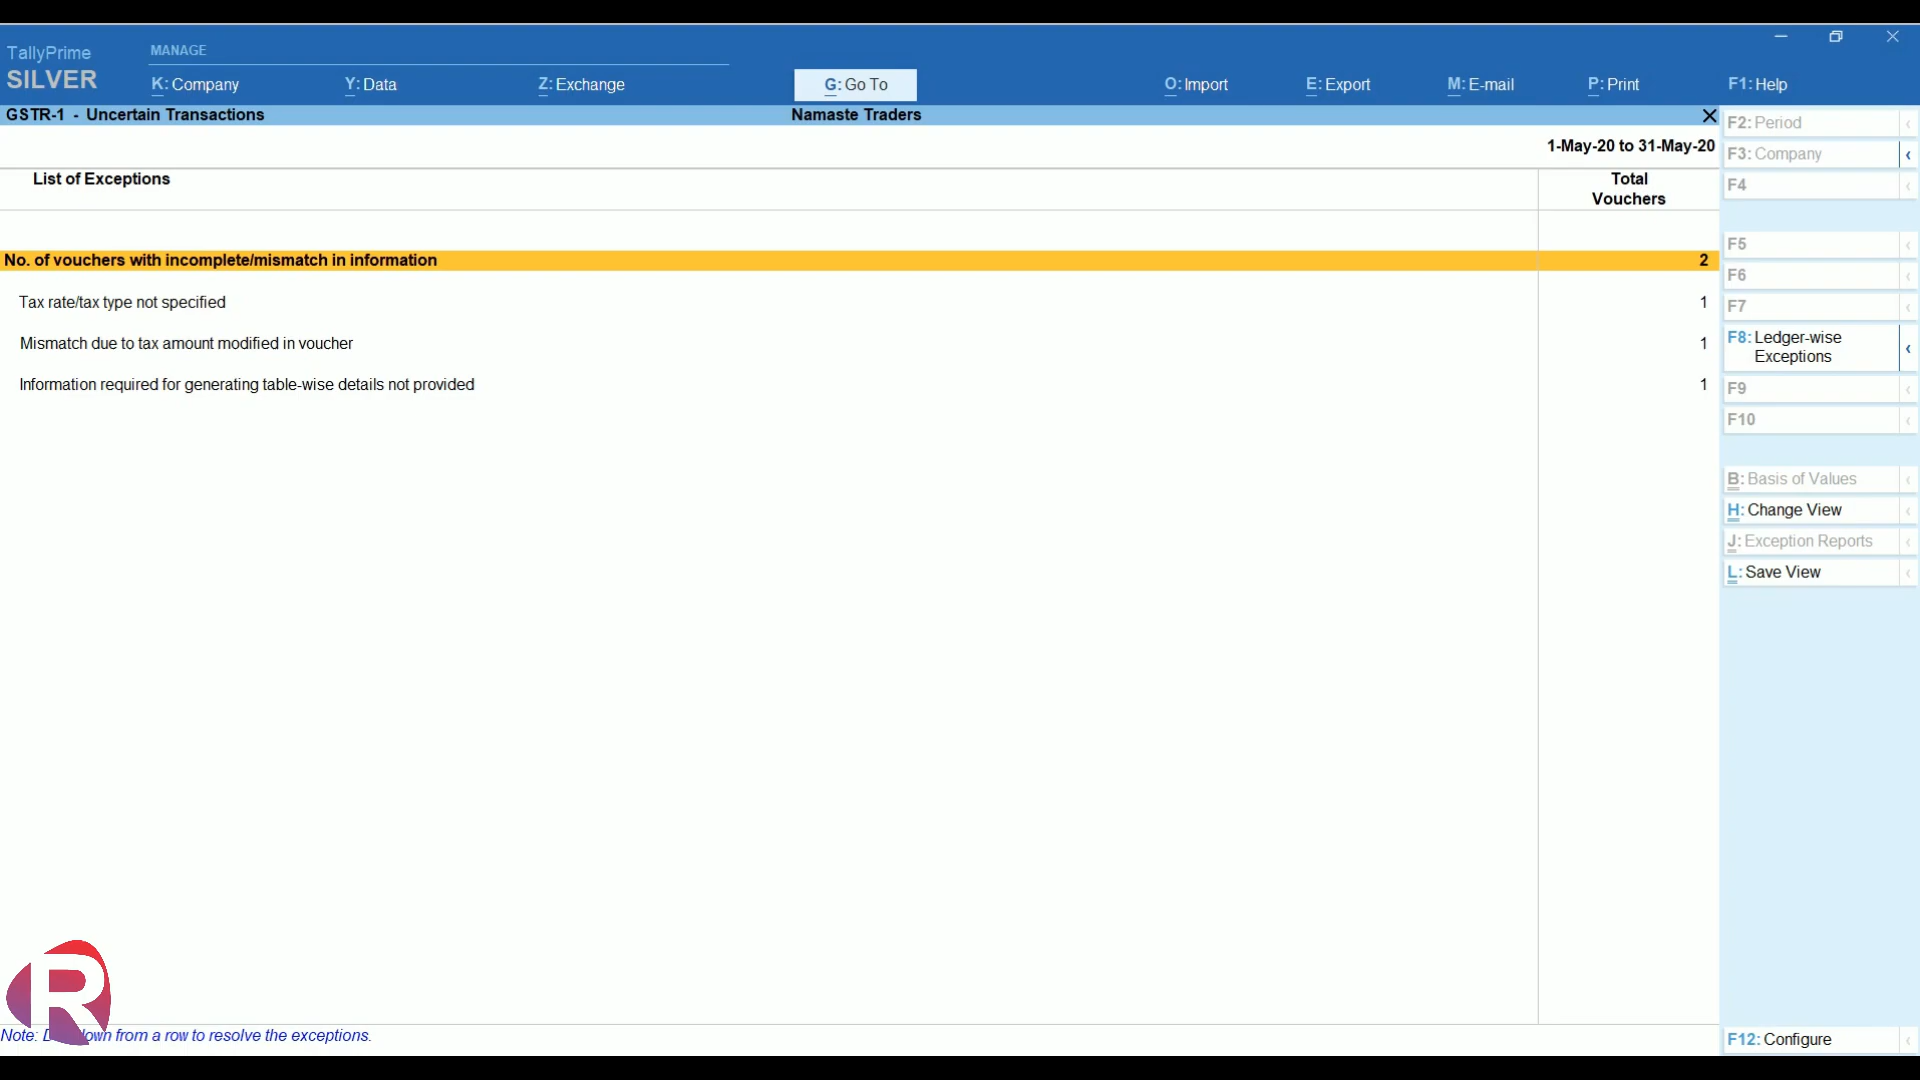 TallyPrime
SILVER
MANAGE
K: Company
Y: Data
Z: Exchange
G: Go To
O: Import
E: Export
M: E-mail
P: Print
F1: Help
GSTR-1 - Uncertain Transactions
Namaste Traders
1-May-20 to 31-May-20
List of Exceptions
Total
Vouchers
No. of vouchers with incomplete/mismatch in information 2
Tax rate/tax type not specified 1
Mismatch due to tax amount modified in voucher 1
Information required for generating table-wise details not provided 1
F2: Period
F3: Company
F4
F5
F6
F7
F8: Ledger-wise
Exceptions
F9
F10
B: Basis of Values
H: Change View
J: Exception Reports
L: Save View
F12: Configure
R
Note: from a row to resolve the exceptions.